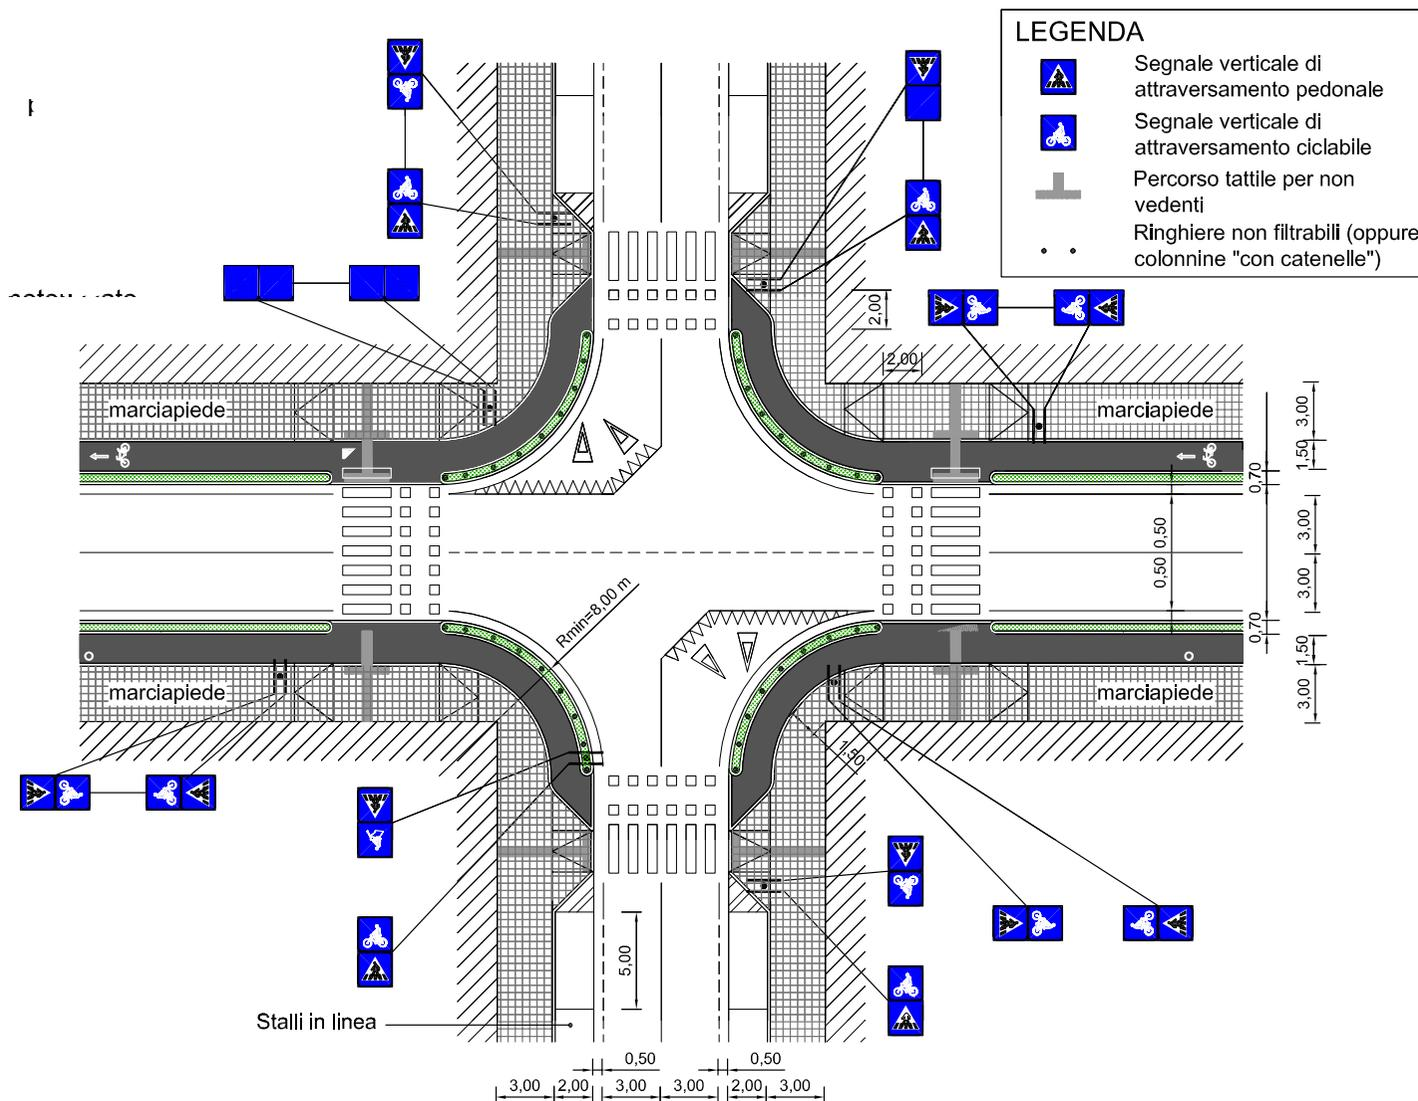 LEGENDA
Segnale verticale di
attraversamento pedonale
Segnale verticale di
attraversamento ciclabile
Percorso tattile per non
vedenti
Ringhiere non filtrabili (oppure
colonnine "con catenelle")
2,00
2,00
marciapiede
marciapiede
3,00
1,50
0,70
0,50
0,50
3,00
3,00
0,70
1,50
3,00
Rmin=8,00 m
marciapiede
marciapiede
1,50
5,00
Stalli in linea
0,50
0,50
3,00
2,00
3,00
3,00
2,00
3,00